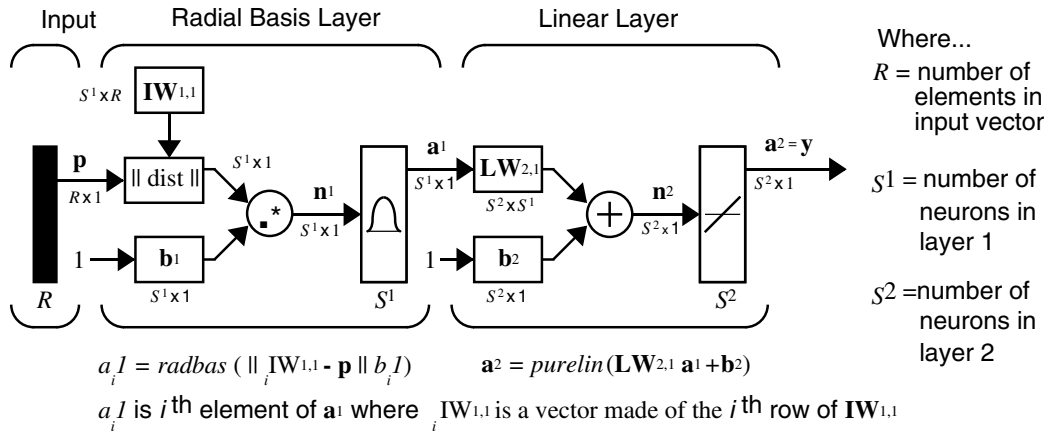 Input
Radial Basis Layer
Linear Layer
Where...
R = number of
elements in
input vector
S1 = number of
neurons in
layer 1
S2 = number of
neurons in
layer 2
IW1,1
S1 x R
p
R x 1
|| dist ||
S1 x 1
.*
n1
S1 x 1
1
b1
S1 x 1
R
a1
S1 x 1
S1
LW2,1
S2 x S1
1
b2
S2 x 1
+
n2
S2 x 1
a2 = y
S2 x 1
S2
ai1 = radbas ( || iIW1,1 - p || bi1)
a2 = purelin(LW2,1 a1 +b2)
ai1 is i th element of a1 where iIW1,1 is a vector made of the i th row of IW1,1